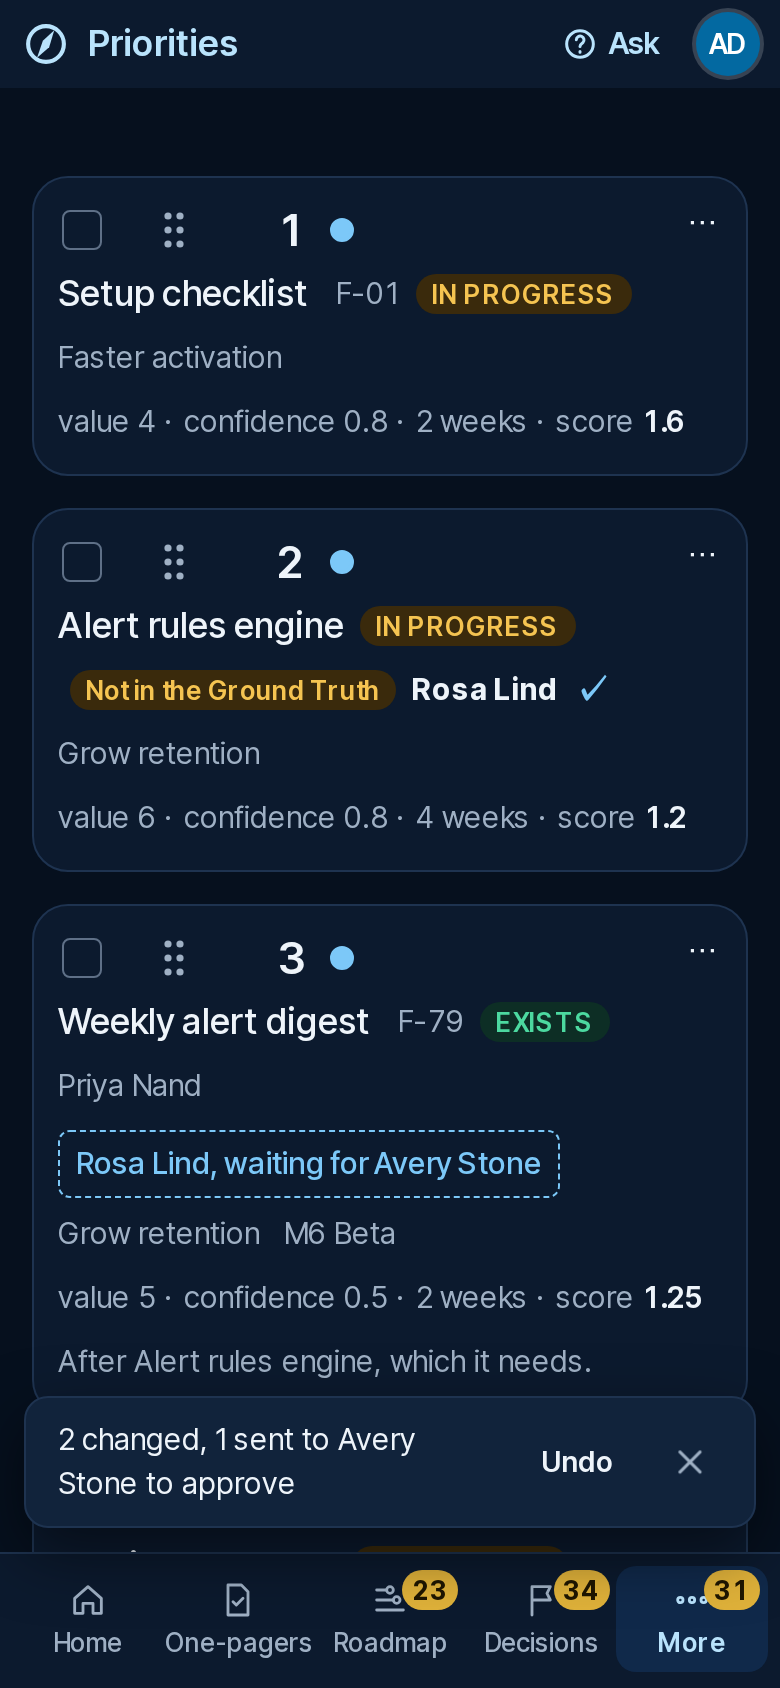 Priorities
Ask
AD
1
...
Setup checklist F-01 IN PROGRESS
Faster activation
value 4 · confidence 0.8 · 2 weeks · score 1.6
2
...
Alert rules engine IN PROGRESS
Not in the Ground Truth Rosa Lind ✓
Grow retention
value 6 · confidence 0.8 · 4 weeks · score 1.2
3
...
Weekly alert digest F-79 EXISTS
Priya Nand
Rosa Lind, waiting for Avery Stone
Grow retention M6 Beta
value 5 · confidence 0.5 · 2 weeks · score 1.25
After Alert rules engine, which it needs.
2 changed, 1 sent to Avery
Stone to approve
Undo
23
34
31
Home
One-pagers
Roadmap
Decisions
More